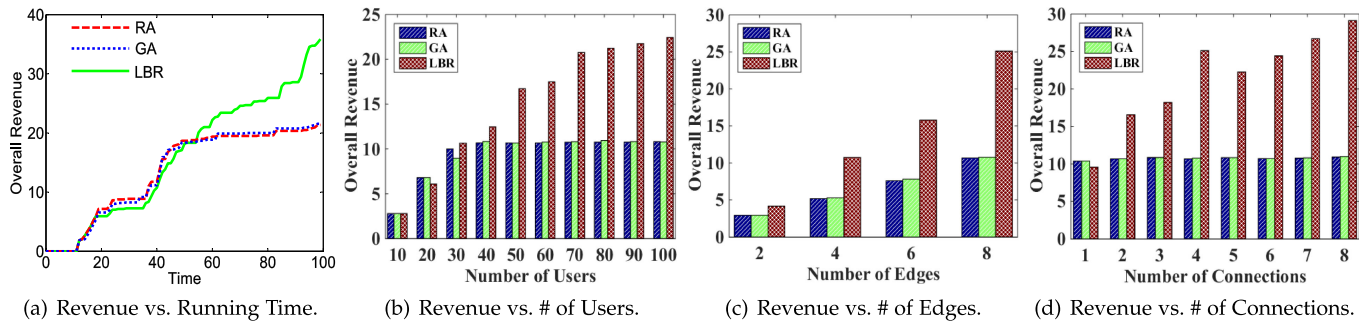 Overall Revenue
40
30
20
10
0
RA
GA
LBR
0 20 40 60 80 100
Time
(a) Revenue vs. Running Time.
Overall Revenue
25
20
15
10
5
0
RA
GA
LBR
10 20 30 40 50 60 70 80 90 100
Number of Users
(b) Revenue vs. # of Users.
Overall Revenue
30
25
20
15
10
5
0
RA
GA
LBR
2 4 6 8
Number of Edges
(c) Revenue vs. # of Edges.
Overall Revenue
30
25
20
15
10
5
0
RA
GA
LBR
1 2 3 4 5 6 7 8
Number of Connections
(d) Revenue vs. # of Connections.